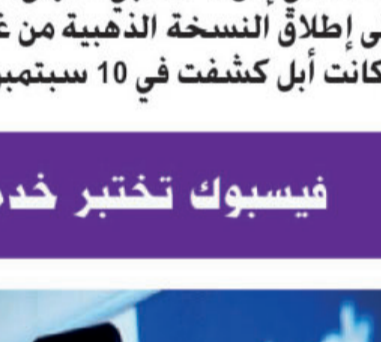 إطلاق النسخة الذهبية من
كانت أبل كشفت في 10 سبتمبر
فيسبوك تختبر